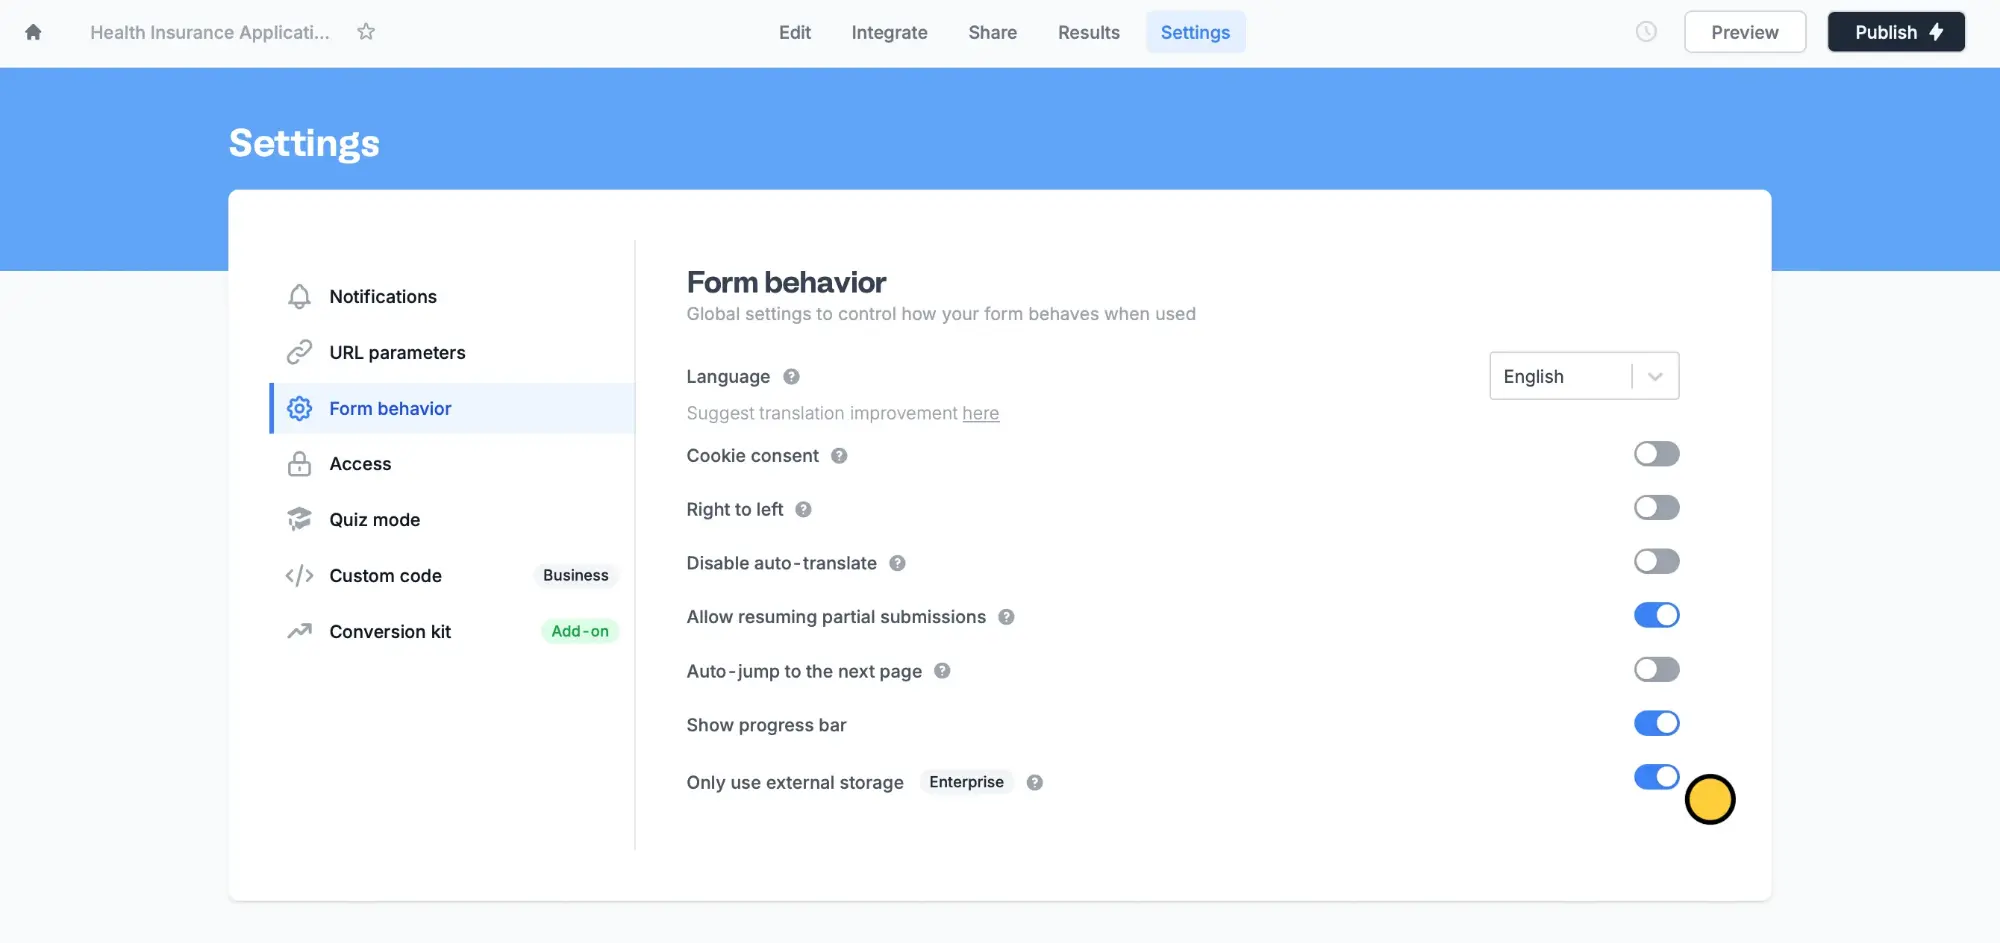 Health Insurance Applicati...
Edit
Integrate
Share
Results
Settings
Preview
Publish
Settings
Notifications
URL parameters
Form behavior
Access
Quiz mode
Custom code
Business
Conversion kit
Add-on
Form behavior
Global settings to control how your form behaves when used
Language ?
English
Suggest translation improvement here
Cookie consent ?
Right to left ?
Disable auto-translate ?
Allow resuming partial submissions ?
Auto-jump to the next page ?
Show progress bar
Only use external storage Enterprise ?